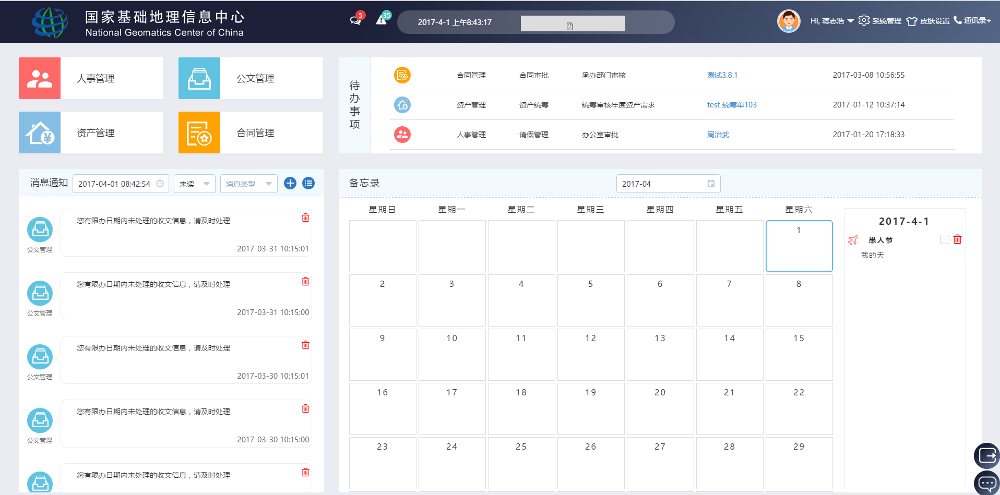 国家基础地理信息中心
National Geomatics Center of China
5
35
2017-4-1 上午8:43:17
Hi, 蒋志浩
系统管理
皮肤设置
通讯录+
人事管理
公文管理
资产管理
合同管理
待办事项
合同管理 合同审批 承办部门审核 测试3.8.1 2017-03-08 10:56:55
资产管理 资产统筹 统筹审核年度资产需求 test 统筹单103 2017-01-12 10:37:14
人事管理 请假管理 办公室审批 周治武 2017-01-20 17:18:33
消息通知 2017-04-01 08:42:54 未读 消息类型
您有限办日期内未处理的收文信息，请及时处理
公文管理
2017-03-31 10:15:01
您有限办日期内未处理的收文信息，请及时处理
公文管理
2017-03-31 10:15:00
您有限办日期内未处理的收文信息，请及时处理
公文管理
2017-03-30 10:15:01
您有限办日期内未处理的收文信息，请及时处理
公文管理
2017-03-30 10:15:00
您有限办日期内未处理的收文信息，请及时处理
备忘录 2017-04
星期日 星期一 星期二 星期三 星期四 星期五 星期六
1
2 3 4 5 6 7 8
9 10 11 12 13 14 15
16 17 18 19 20 21 22
23 24 25 26 27 28 29
2017-4-1
愚人节
我的天